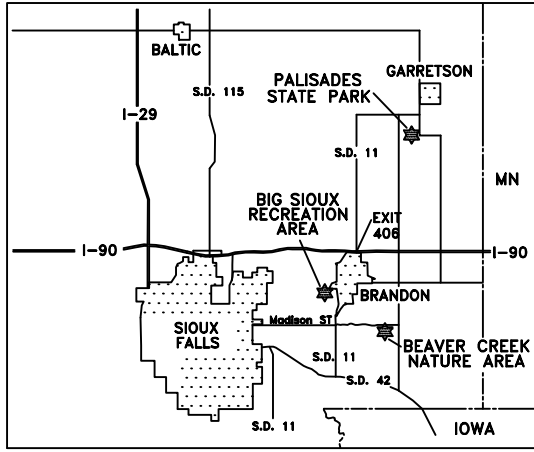 BALTIC
GARRETSON
PALISADES
STATE PARK
S.D. 115
I-29
S.D. 11
MN
BIG SIOUX
RECREATION
AREA
EXIT
406
I-90
I-90
BRANDON
Madison ST
SIOUX
FALLS
BEAVER CREEK
NATURE AREA
S.D. 11
S.D. 42
S.D. 11
IOWA